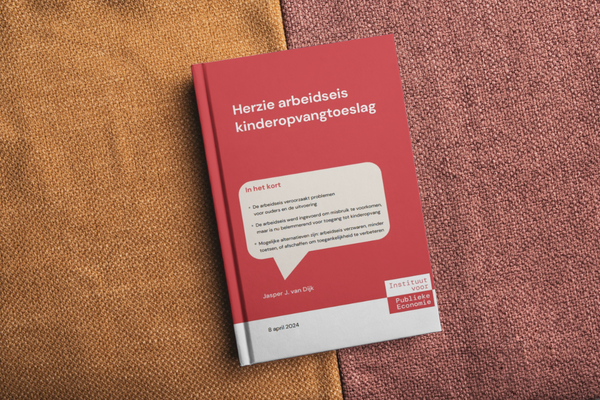 Herzie arbeidseis
kinderopvangtoeslag
In het kort
• De arbeidseis veroorzaakt problemen
voor ouders en de uitvoering
• De arbeidseis werd ingevoerd om misbruik te voorkomen,
maar is nu belemmerend voor toegang tot kinderopvang
• Mogelijke alternatieven zijn: arbeidseis verzwaren, minder
toetsen, of afschaffen om toegankelijkheid te verbeteren
Jasper J. van Dijk
Instituut
voor
Publieke
Economie
8 april 2024